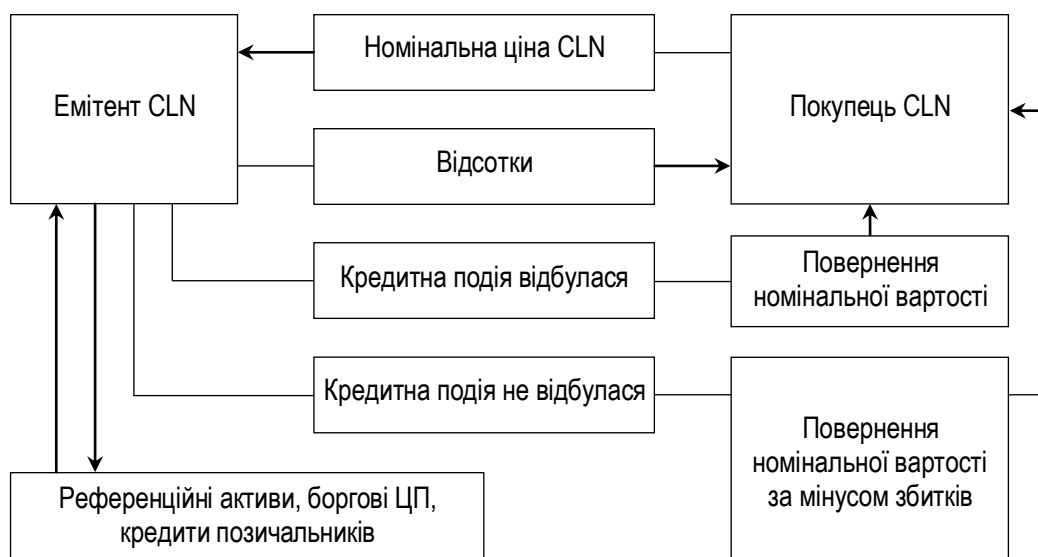 Номінальна ціна CLN
Емітент CLN
Покупець CLN
Відсотки
Кредитна подія відбулася
Повернення
номінальної вартості
Кредитна подія не відбулася
Повернення
номінальної вартості
за мінусом збитків
Референційні активи, боргові ЦП,
кредити позичальників